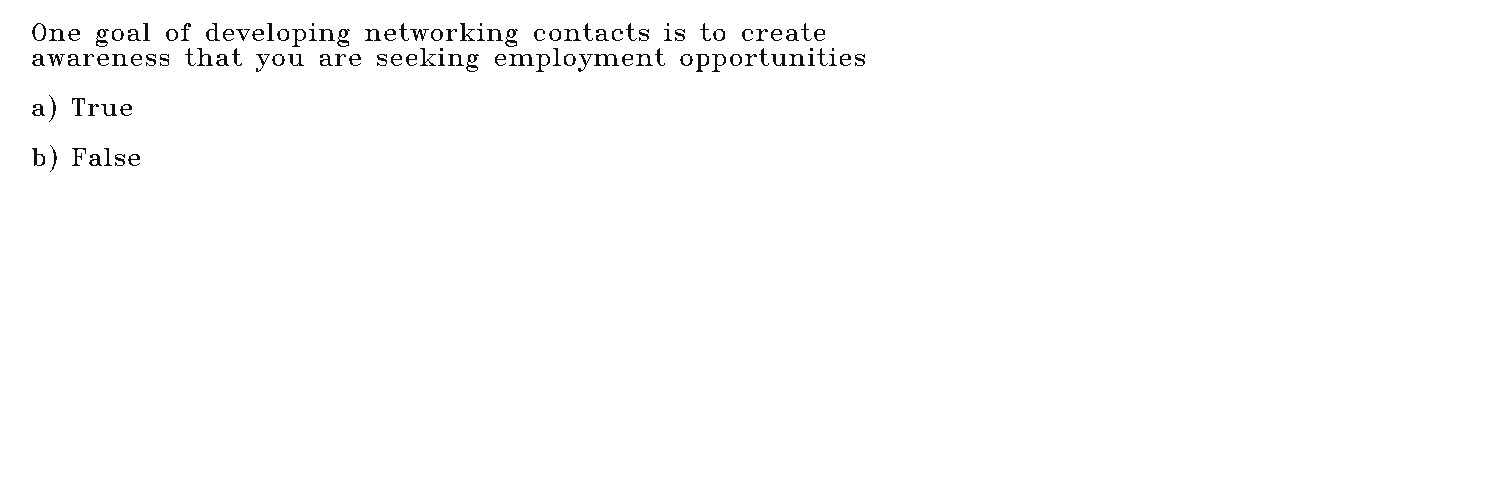 One goal of developing networking contacts is to create
awareness that you are seeking employment opportunities
a) True
b) False